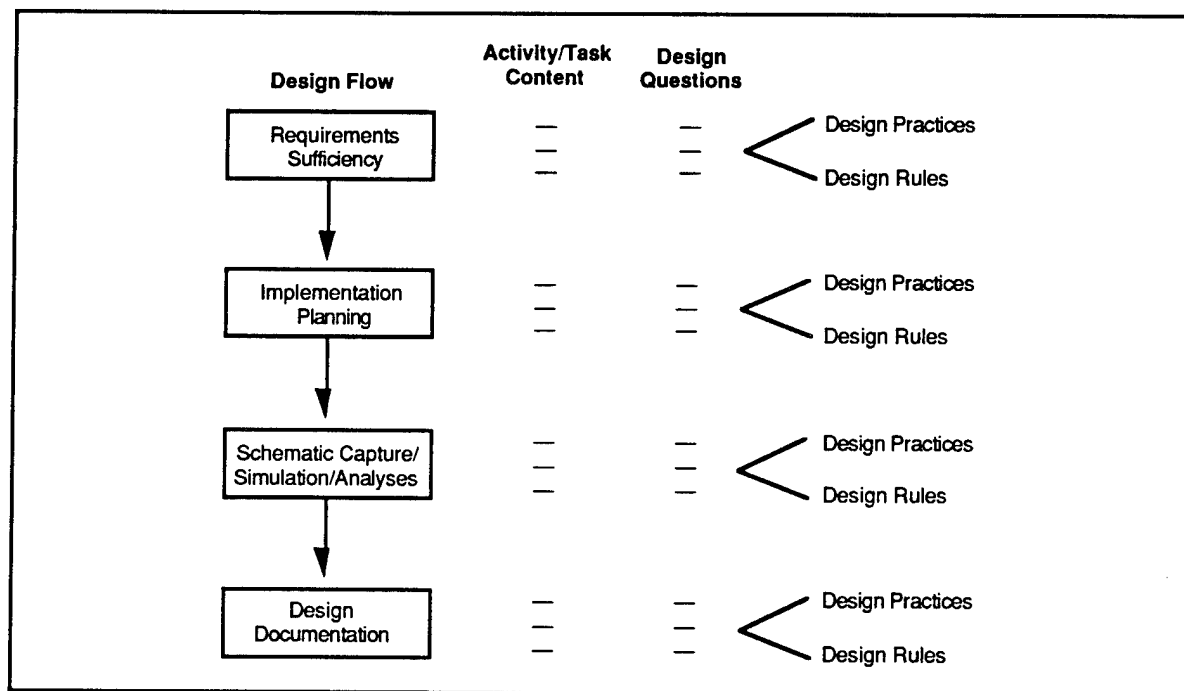 Design Flow
Activity/Task
Content
Design
Questions
Requirements
Sufficiency
Design Practices
Design Rules
Implementation
Planning
Design Practices
Design Rules
Schematic Capture/
Simulation/Analyses
Design Practices
Design Rules
Design
Documentation
Design Practices
Design Rules